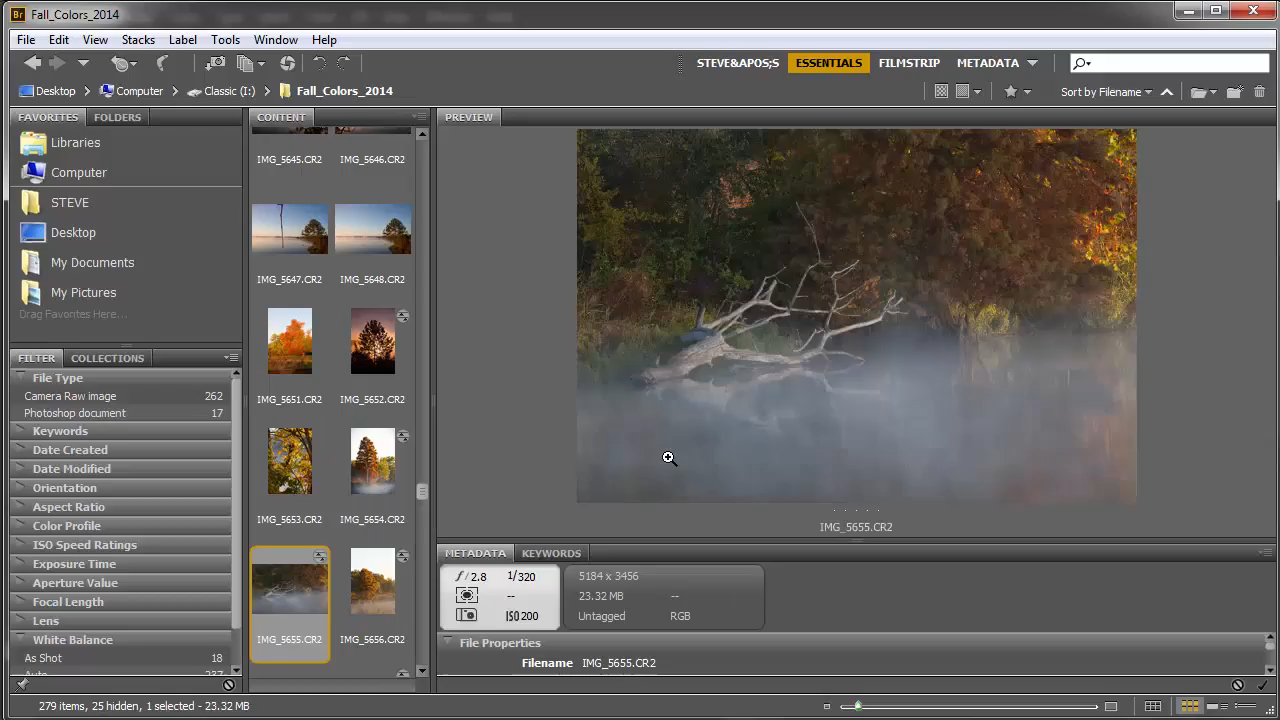 Br Fall_Colors_2014
File Edit View Stacks Label Tools Window Help
STEVE&APOS;S ESSENTIALS FILMSTRIP METADATA
Desktop Computer Classic (I:) Fall_Colors_2014 Sort by Filename
FAVORITES FOLDERS
Libraries
Computer
STEVE
Desktop
My Documents
My Pictures
Drag Favorites Here...
FILTER COLLECTIONS
File Type
Camera Raw image 262
Photoshop document 17
Keywords
Date Created
Date Modified
Orientation
Aspect Ratio
Color Profile
ISO Speed Ratings
Exposure Time
Aperture Value
Focal Length
Lens
White Balance
As Shot 18
Auto 237
CONTENT
IMG_5645.CR2 IMG_5646.CR2
IMG_5647.CR2 IMG_5648.CR2
IMG_5651.CR2 IMG_5652.CR2
IMG_5653.CR2 IMG_5654.CR2
IMG_5655.CR2 IMG_5656.CR2
PREVIEW
IMG_5655.CR2
METADATA KEYWORDS
ƒ/2.8 1/320
--
ISO 200
5184 x 3456
23.32 MB --
Untagged RGB
File Properties
Filename IMG_5655.CR2
279 items, 25 hidden, 1 selected - 23.32 MB